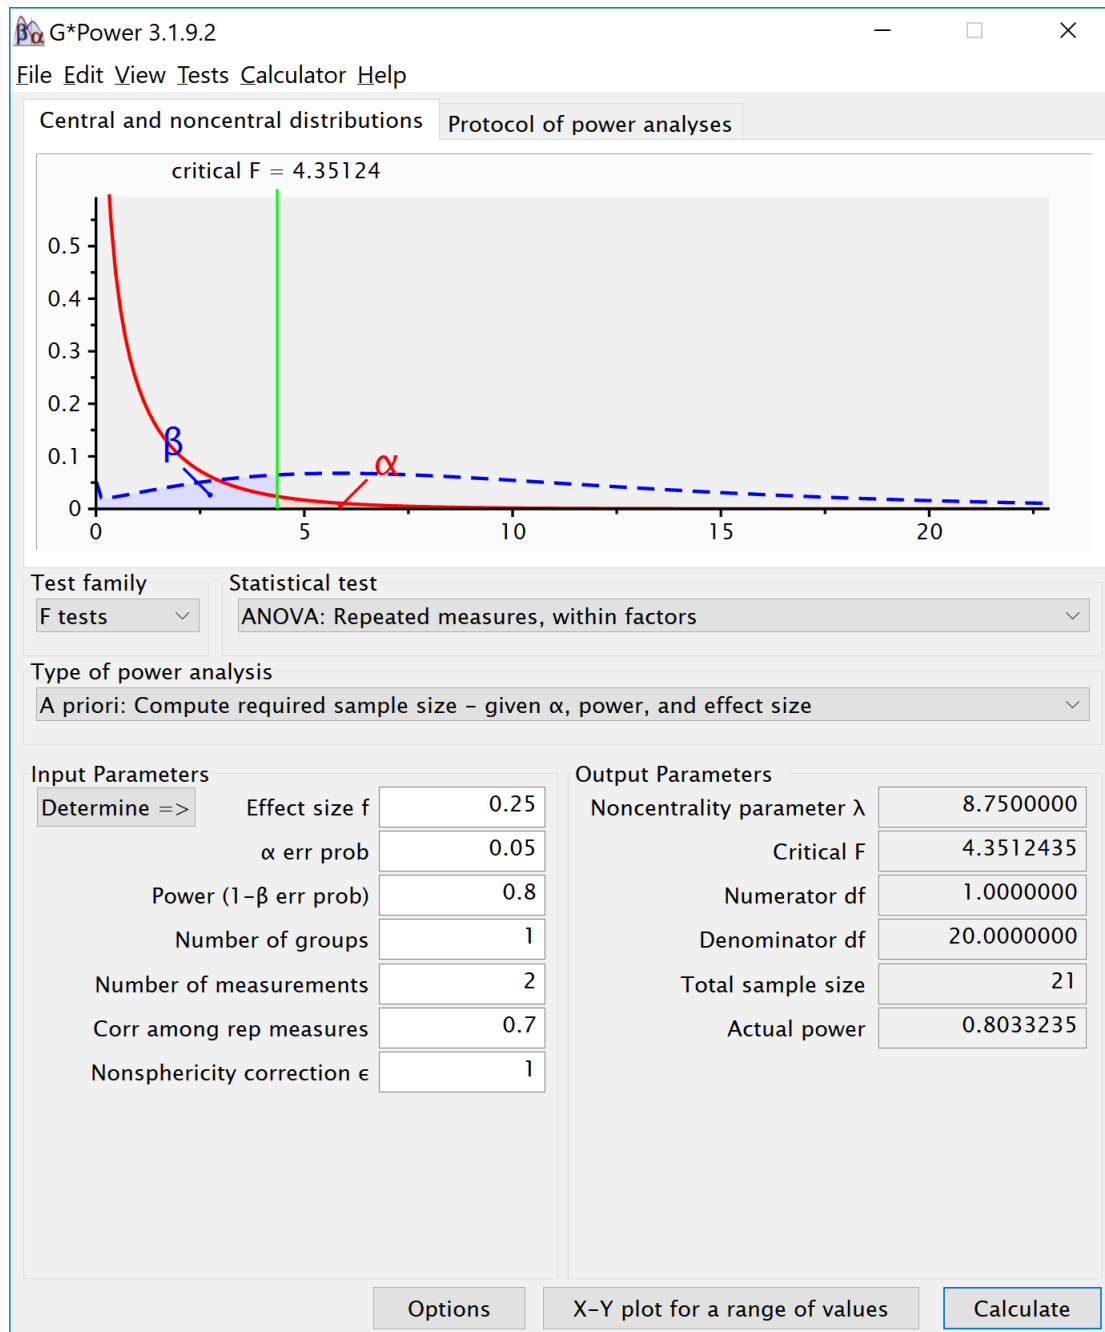 G*Power 3.1.9.2
File Edit View Tests Calculator Help
Central and noncentral distributions Protocol of power analyses
critical F = 4.35124
0.5
0.4
0.3
0.2
0.1
0
β
α
0 5 10 15 20
Test family Statistical test
F tests ANOVA: Repeated measures, within factors
Type of power analysis
A priori: Compute required sample size – given α, power, and effect size
Input Parameters Output Parameters
Determine => Effect size f 0.25 Noncentrality parameter λ 8.7500000
α err prob 0.05 Critical F 4.3512435
Power (1–β err prob) 0.8 Numerator df 1.0000000
Number of groups 1 Denominator df 20.0000000
Number of measurements 2 Total sample size 21
Corr among rep measures 0.7 Actual power 0.8033235
Nonsphericity correction ϵ 1
Options X–Y plot for a range of values Calculate